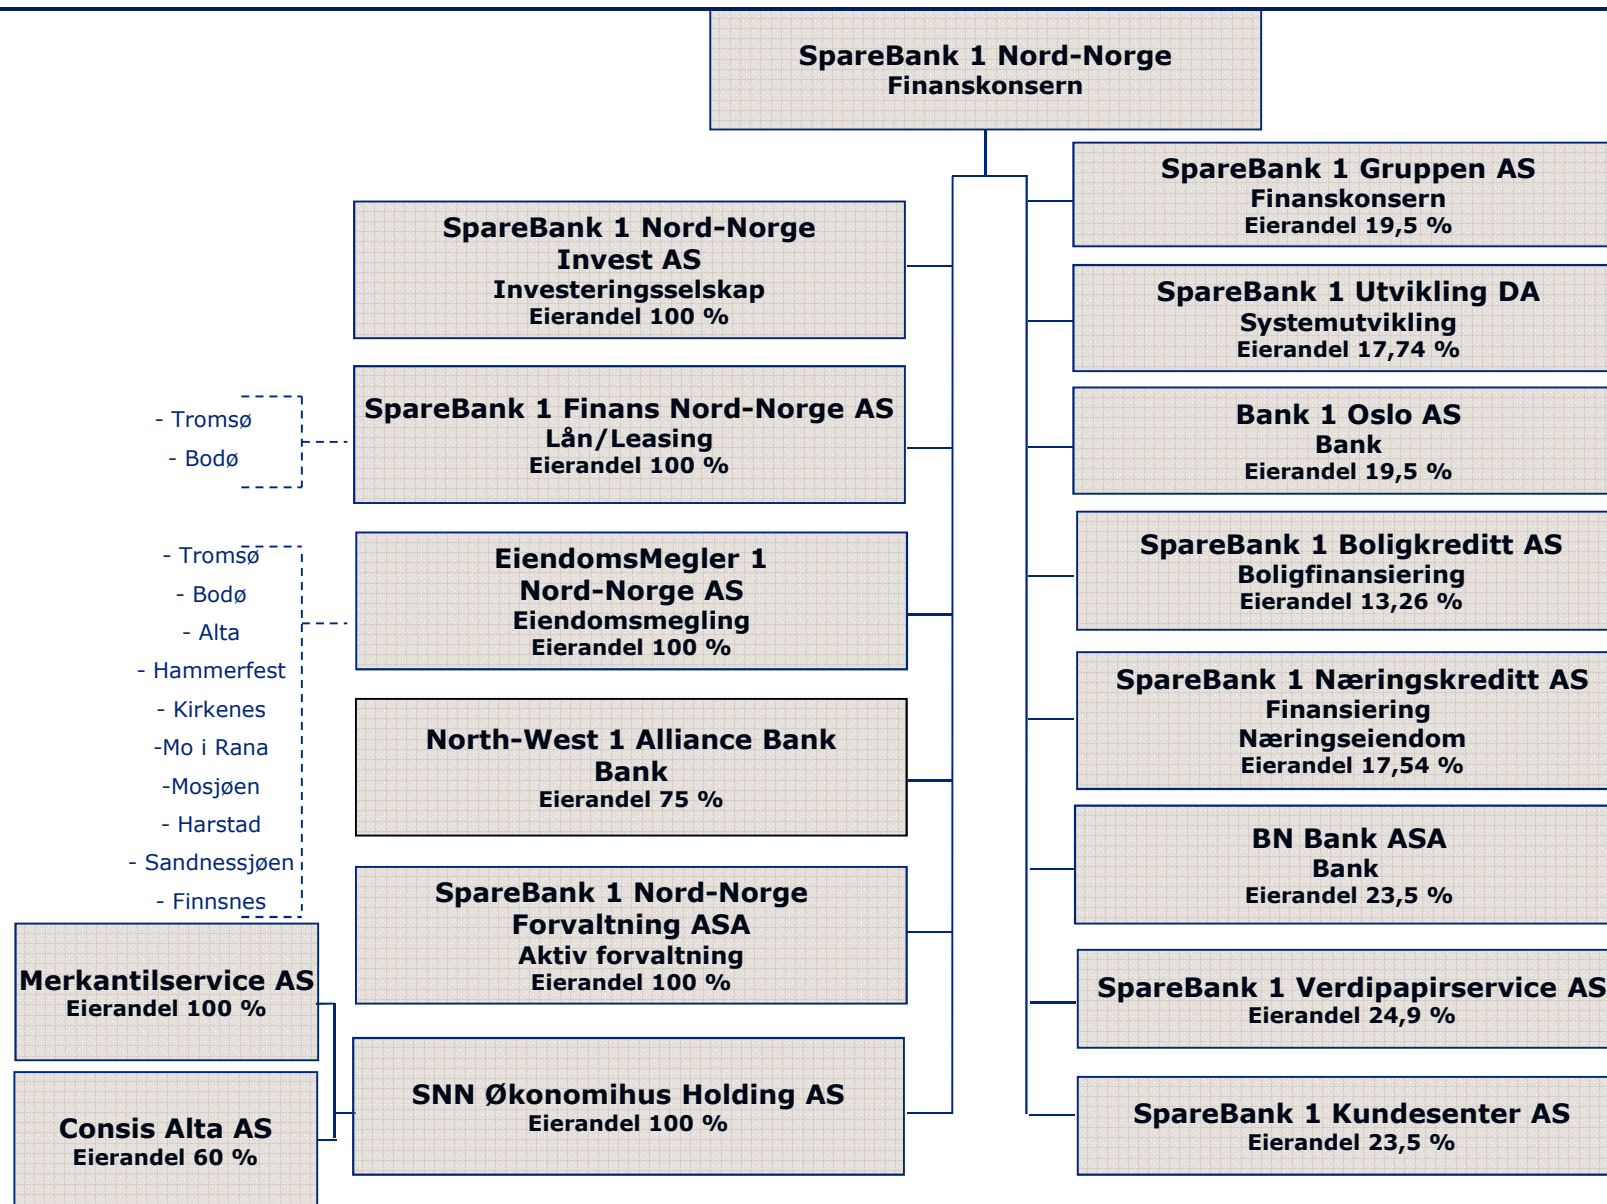 SpareBank 1 Nord-Norge
Finanskonsern
SpareBank 1 Nord-Norge
Invest AS
Investeringsselskap
Eierandel 100 %
SpareBank 1 Finans Nord-Norge AS
Lån/Leasing
Eierandel 100 %
- Tromsø
- Bodø
EiendomsMegler 1
Nord-Norge AS
Eiendomsmegling
Eierandel 100 %
- Tromsø
- Bodø
- Alta
- Hammerfest
- Kirkenes
-Mo i Rana
-Mosjøen
- Harstad
- Sandnessjøen
- Finnsnes
North-West 1 Alliance Bank
Bank
Eierandel 75 %
SpareBank 1 Nord-Norge
Forvaltning ASA
Aktiv forvaltning
Eierandel 100 %
SNN Økonomihus Holding AS
Eierandel 100 %
Merkantilservice AS
Eierandel 100 %
Consis Alta AS
Eierandel 60 %
SpareBank 1 Gruppen AS
Finanskonsern
Eierandel 19,5 %
SpareBank 1 Utvikling DA
Systemutvikling
Eierandel 17,74 %
Bank 1 Oslo AS
Bank
Eierandel 19,5 %
SpareBank 1 Boligkreditt AS
Boligfinansiering
Eierandel 13,26 %
SpareBank 1 Næringskreditt AS
Finansiering
Næringseiendom
Eierandel 17,54 %
BN Bank ASA
Bank
Eierandel 23,5 %
SpareBank 1 Verdipapirservice AS
Eierandel 24,9 %
SpareBank 1 Kundesenter AS
Eierandel 23,5 %